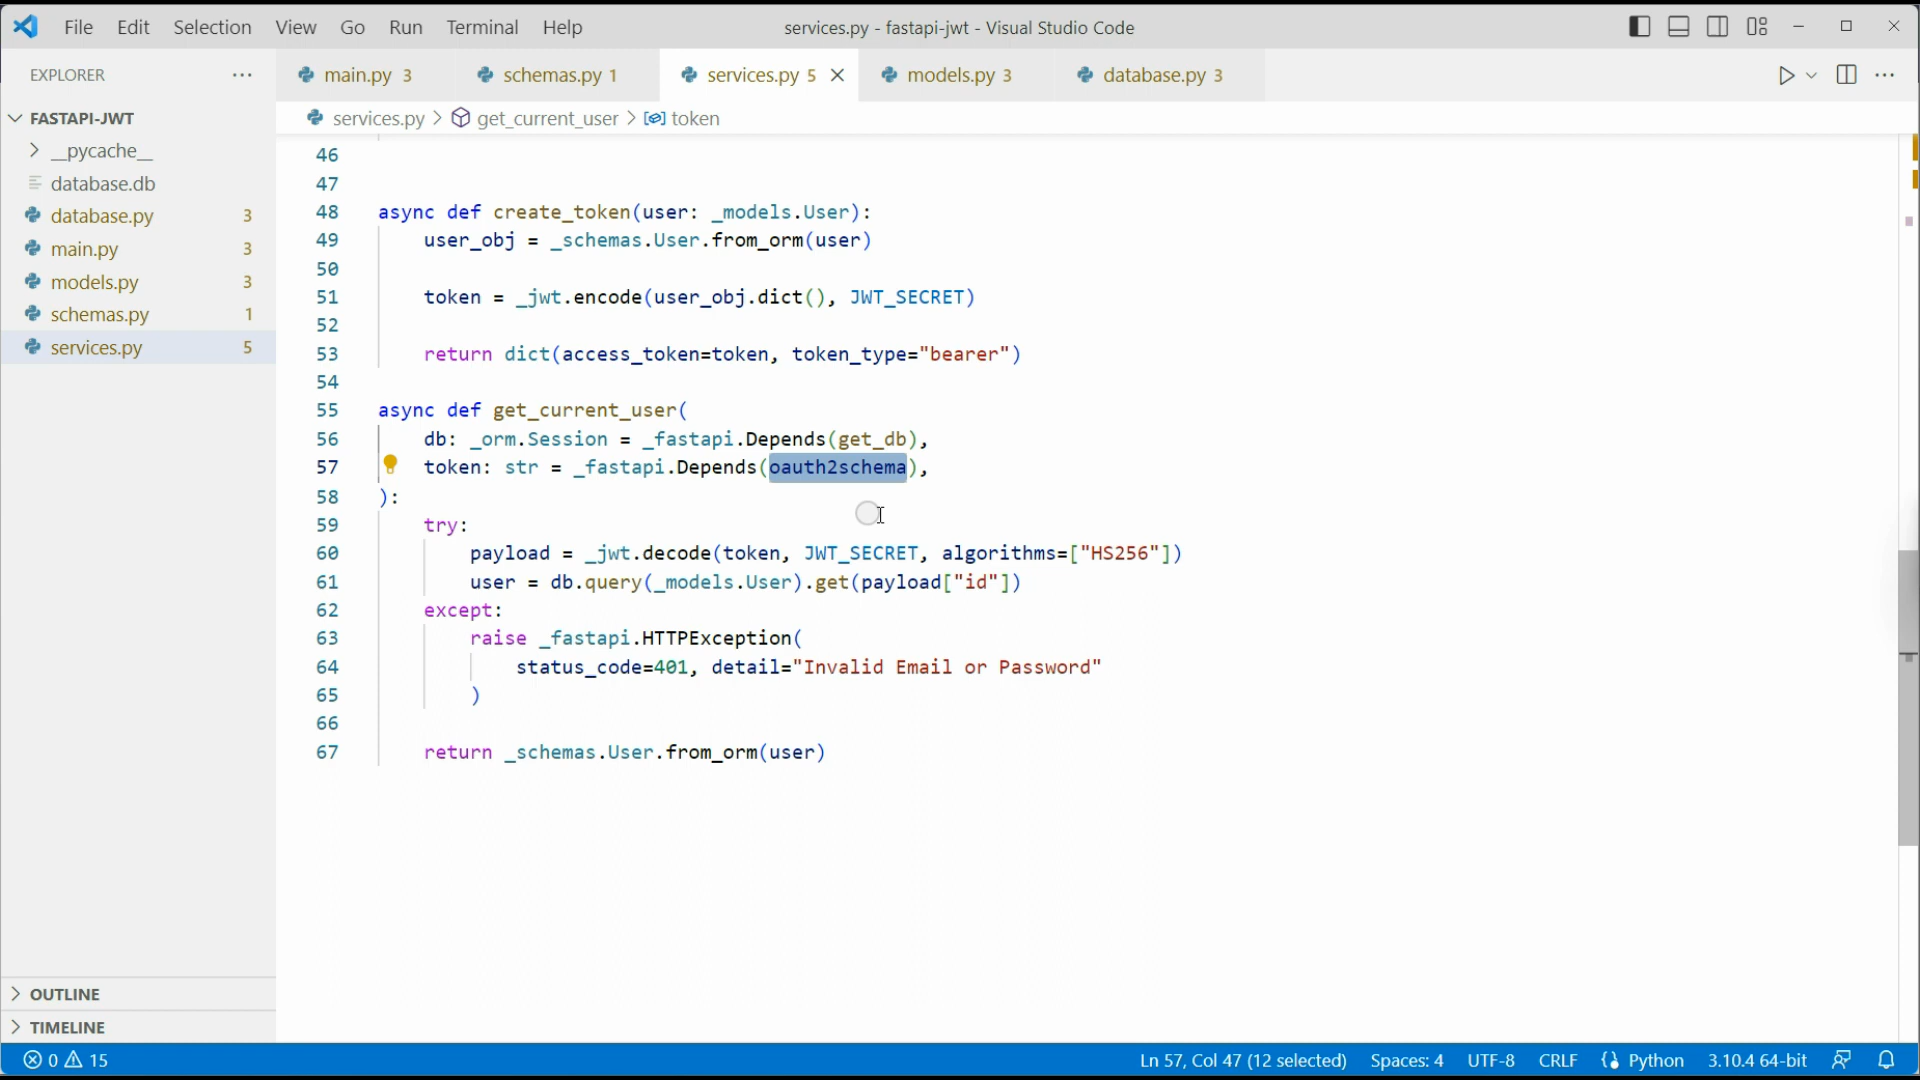 File Edit Selection View Go Run Terminal Help services.py - fastapi-jwt - Visual Studio Code
EXPLORER ...
main.py 3 schemas.py 1 services.py 5 models.py 3 database.py 3
FASTAPI-JWT
services.py > get_current_user > token
__pycache__
database.db
database.py 3
main.py 3
models.py 3
schemas.py 1
services.py 5
46
47
48 async def create_token(user: _models.User):
49 user_obj = _schemas.User.from_orm(user)
50
51 token = _jwt.encode(user_obj.dict(), JWT_SECRET)
52
53 return dict(access_token=token, token_type="bearer")
54
55 async def get_current_user(
56 db: _orm.Session = _fastapi.Depends(get_db),
57 token: str = _fastapi.Depends(oauth2schema),
58 ):
59 try:
60 payload = _jwt.decode(token, JWT_SECRET, algorithms=["HS256"])
61 user = db.query(_models.User).get(payload["id"])
62 except:
63 raise _fastapi.HTTPException(
64 status_code=401, detail="Invalid Email or Password"
65 )
66
67 return _schemas.User.from_orm(user)
OUTLINE
TIMELINE
0 15 Ln 57, Col 47 (12 selected) Spaces: 4 UTF-8 CRLF Python 3.10.4 64-bit